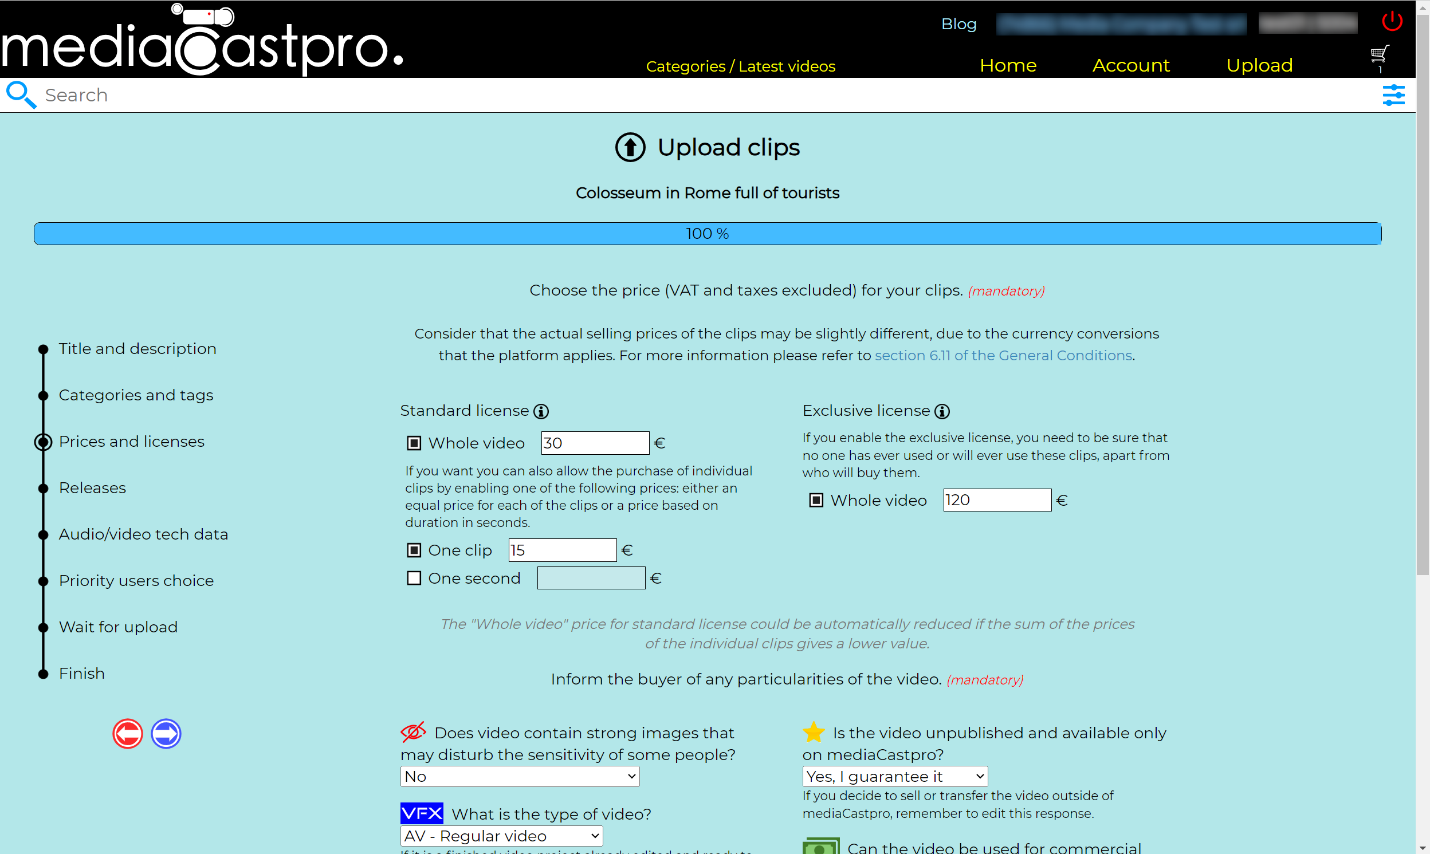 mediaCastpro.
Blog
Categories / Latest videos
Home
Account
Upload
1
Search
Upload clips
Colosseum in Rome full of tourists
100 %
Choose the price (VAT and taxes excluded) for your clips. (mandatory)
Consider that the actual selling prices of the clips may be slightly different, due to the currency conversions
that the platform applies. For more information please refer to section 6.11 of the General Conditions.
Title and description
Categories and tags
Prices and licenses
Releases
Audio/video tech data
Priority users choice
Wait for upload
Finish
Standard license
Whole video 30 €
If you want you can also allow the purchase of individual
clips by enabling one of the following prices: either an
equal price for each of the clips or a price based on
duration in seconds.
One clip 15 €
One second €
Exclusive license
If you enable the exclusive license, you need to be sure that
no one has ever used or will ever use these clips, apart from
who will buy them.
Whole video 120 €
The "Whole video" price for standard license could be automatically reduced if the sum of the prices
of the individual clips gives a lower value.
Inform the buyer of any particularities of the video. (mandatory)
Does video contain strong images that
may disturb the sensitivity of some people?
No
VFX What is the type of video?
AV - Regular video
If it is a finished video project already edited and ready to
Is the video unpublished and available only
on mediaCastpro?
Yes, I guarantee it
If you decide to sell or transfer the video outside of
mediaCastpro, remember to edit this response.
Can the video be used for commercial